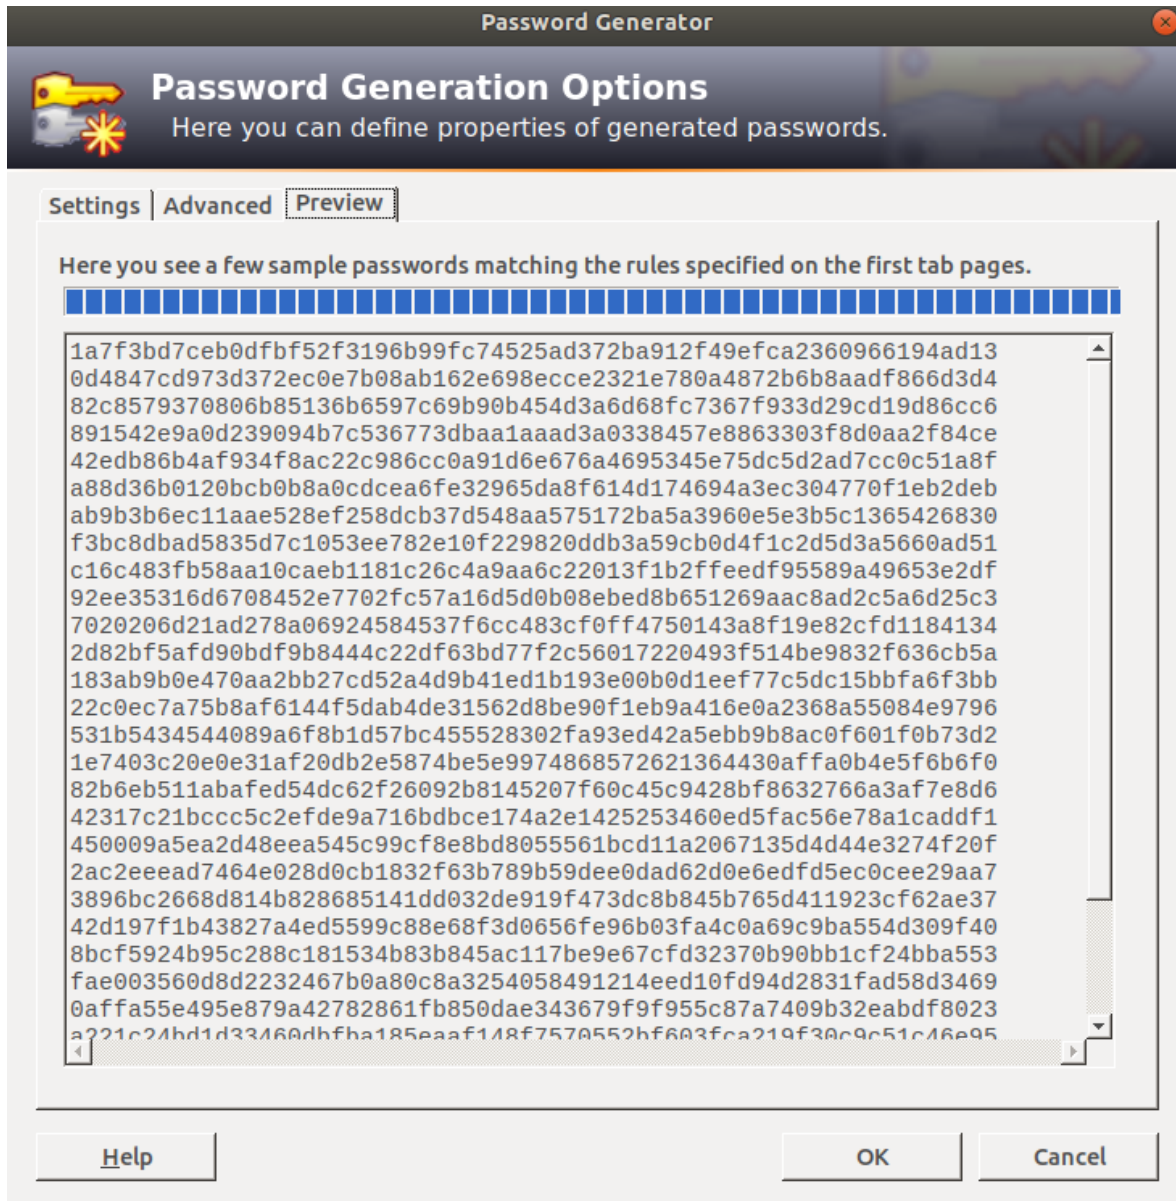 Password Generator
Password Generation Options
Here you can define properties of generated passwords.
Settings Advanced Preview
Here you see a few sample passwords matching the rules specified on the first tab pages.
1a7f3bd7ceb0dfbf52f3196b99fc74525ad372ba912f49efca2360966194ad13
0d4847cd973d372ec0e7b08ab162e698ecce2321e780a4872b6b8aadf866d3d4
82c8579370806b85136b6597c69b90b454d3a6d68fc7367f933d29cd19d86cc6
891542e9a0d239094b7c536773dbaa1aaad3a0338457e8863303f8d0aa2f84ce
42edb86b4af934f8ac22c986cc0a91d6e676a4695345e75dc5d2ad7cc0c51a8f
a88d36b0120bcb0b8a0cdcea6fe32965da8f614d174694a3ec304770f1eb2deb
ab9b3b6ec11aae528ef258dcb37d548aa575172ba5a3960e5e3b5c1365426830
f3bc8dbad5835d7c1053ee782e10f229820ddb3a59cb0d4f1c2d5d3a5660ad51
c16c483fb58aa10caeb1181c26c4a9aa6c22013f1b2ffeedf95589a49653e2df
92ee35316d6708452e7702fc57a16d5d0b08ebed8b651269aac8ad2c5a6d25c3
7020206d21ad278a06924584537f6cc483cf0ff4750143a8f19e82cfd1184134
2d82bf5afd90bdf9b8444c22df63bd77f2c56017220493f514be9832f636cb5a
183ab9b0e470aa2bb27cd52a4d9b41ed1b193e00b0d1eef77c5dc15bbfa6f3bb
22c0ec7a75b8af6144f5dab4de31562d8be90f1eb9a416e0a2368a55084e9796
531b5434544089a6f8b1d57bc455528302fa93ed42a5ebb9b8ac0f601f0b73d2
1e7403c20e0e31af20db2e5874be5e9974868572621364430affa0b4e5f6b6f0
82b6eb511abafed54dc62f26092b8145207f60c45c9428bf8632766a3af7e8d6
42317c21bccc5c2efde9a716bdbce174a2e1425253460ed5fac56e78a1caddf1
450009a5ea2d48eea545c99cf8e8bd8055561bcd11a2067135d4d44e3274f20f
2ac2eeead7464e028d0cb1832f63b789b59dee0dad62d0e6edfd5ec0cee29aa7
3896bc2668d814b828685141dd032de919f473dc8b845b765d411923cf62ae37
42d197f1b43827a4ed5599c88e68f3d0656fe96b03fa4c0a69c9ba554d309f40
8bcf5924b95c288c181534b83b845ac117be9e67cfd32370b90bb1cf24bba553
fae003560d8d2232467b0a80c8a3254058491214eed10fd94d2831fad58d3469
0affa55e495e879a42782861fb850dae343679f9f955c87a7409b32eabdf8023
a221c24bd1d33460dbfba185eaaf148f7570552bf603fca219f30c9c51c46e95
Help OK Cancel